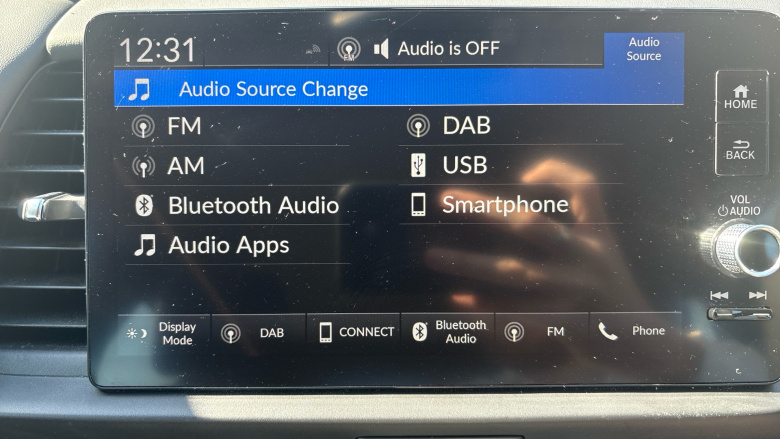 12:31
FM
Audio is OFF
Audio
Source
Audio Source Change
FM
DAB
AM
USB
Bluetooth Audio
Smartphone
Audio Apps
HOME
BACK
VOL
AUDIO
Display
Mode
DAB
CONNECT
Bluetooth
Audio
FM
Phone